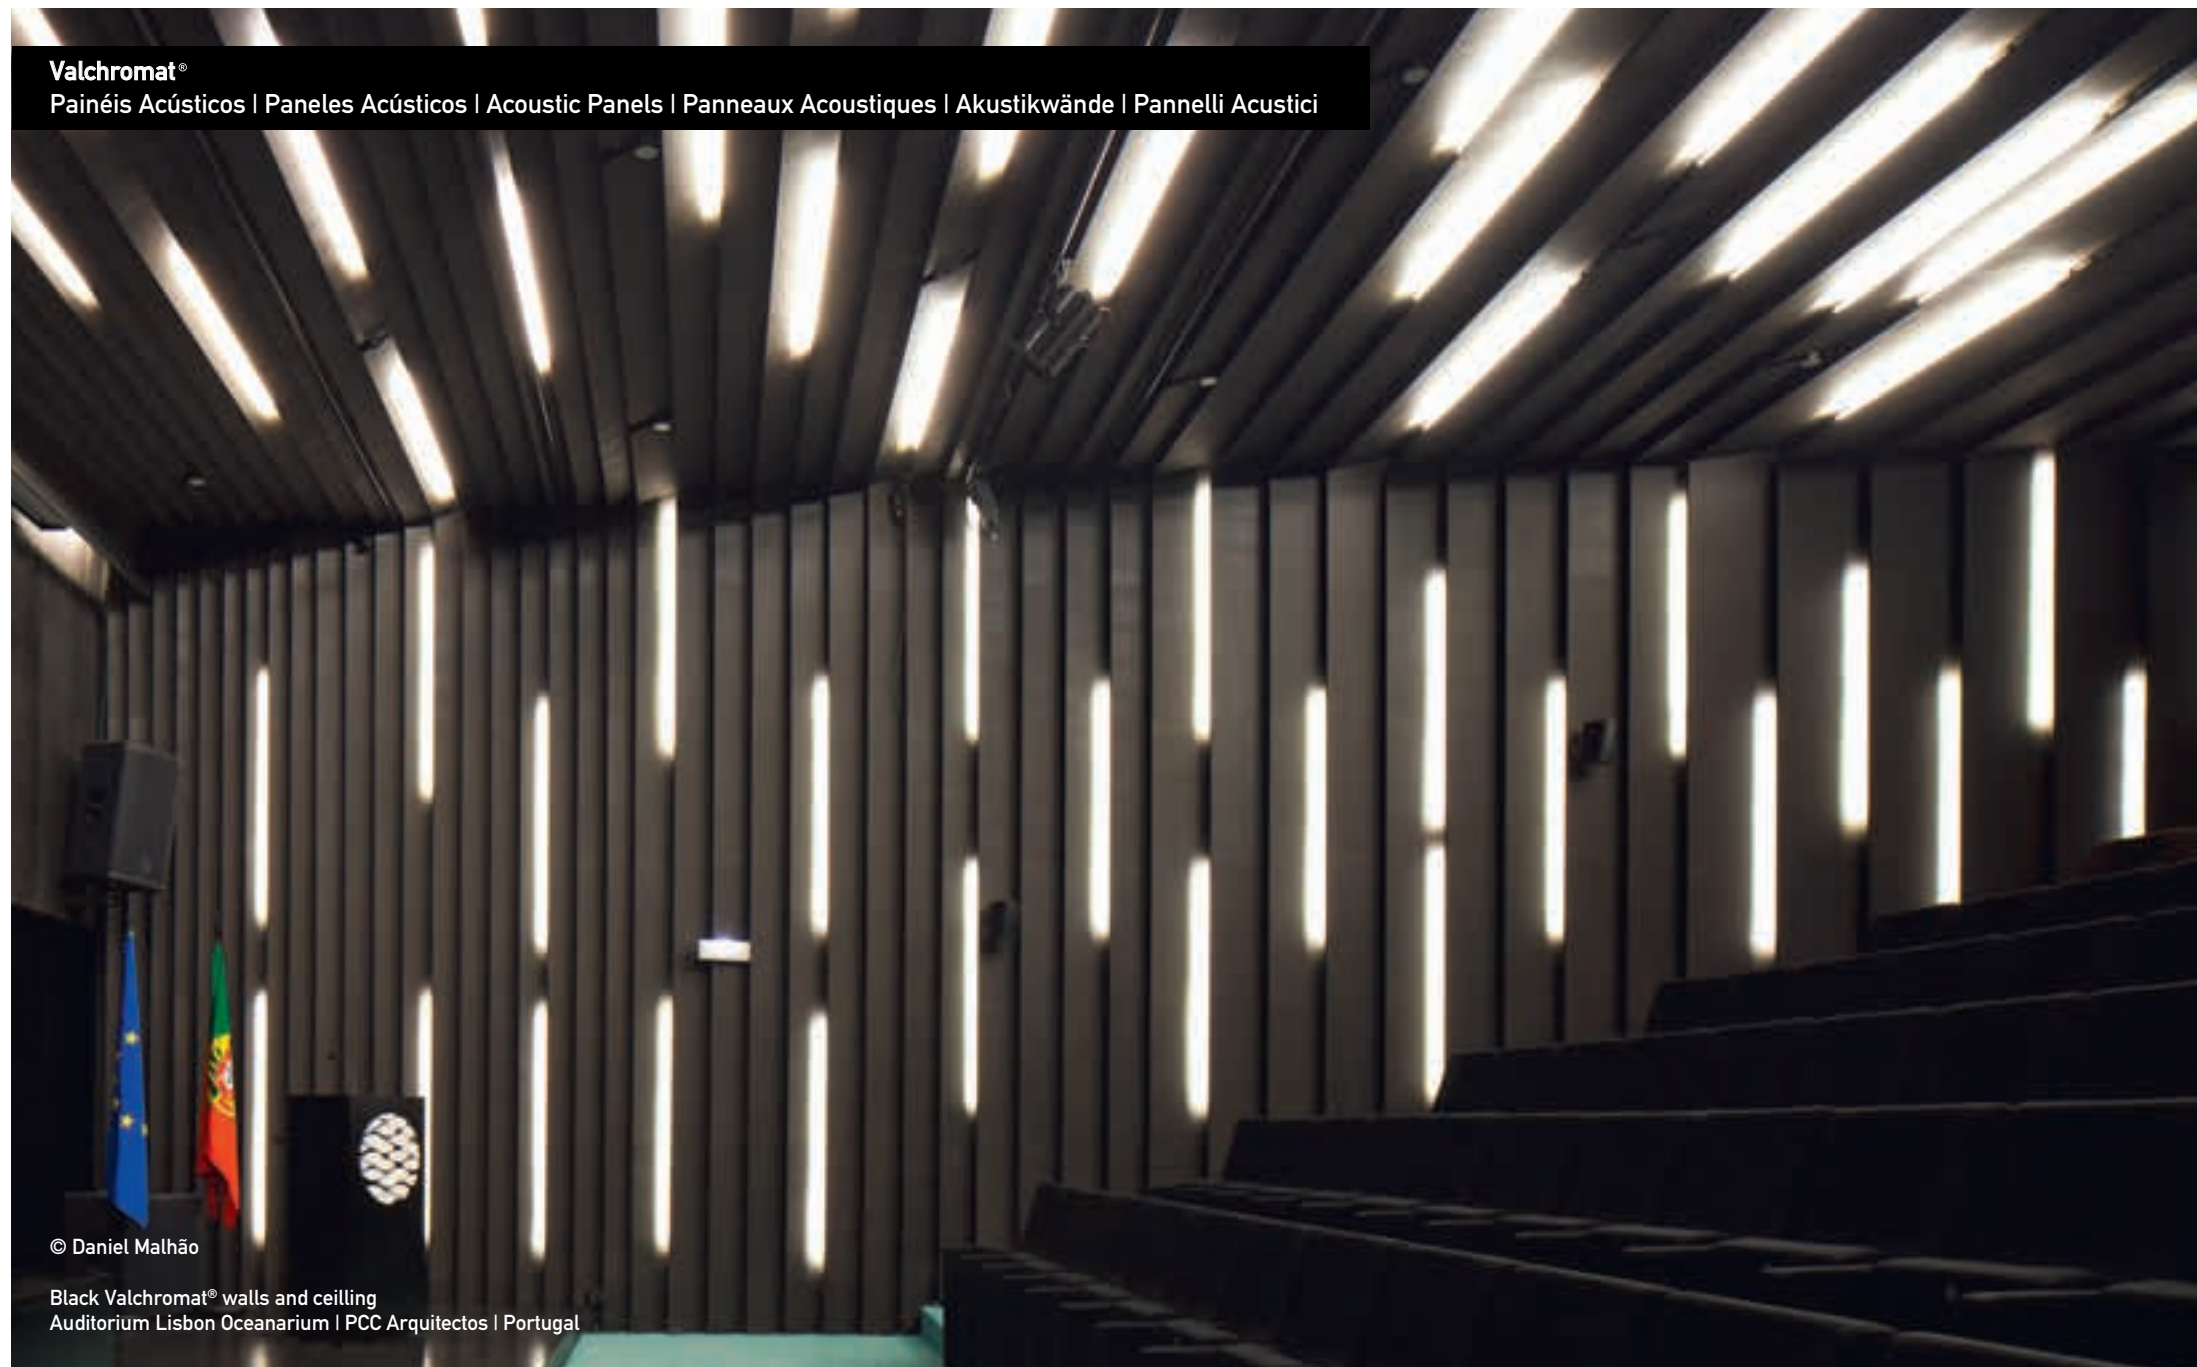 Valchromat®
Painéis Acústicos | Paneles Acústicos | Acoustic Panels | Panneaux Acoustiques | Akustikwände | Pannelli Acustici
© Daniel Malhão
Black Valchromat® walls and ceilling
Auditorium Lisbon Oceanarium | PCC Arquitectos | Portugal